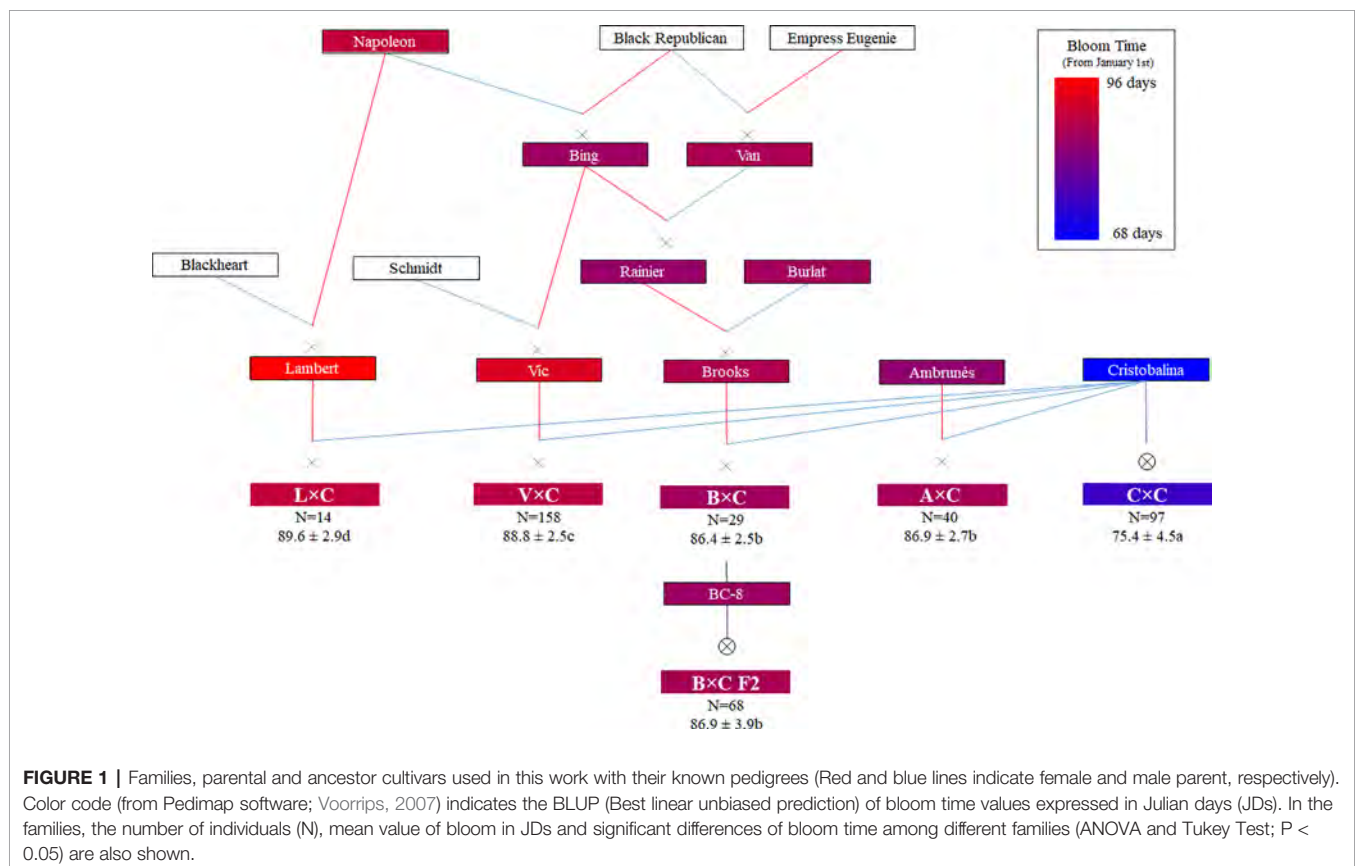 Napoleon
Black Republican
Empress Eugenie
Bloom Time
(From January 1st)
96 days
68 days
×
×
Bing
Van
×
Blackheart
Schmidt
Rainier
Burlat
×
×
×
Lambert
Vic
Brooks
Ambrunés
Cristobalina
×
×
×
×
L×C
N=14
89.6 ± 2.9d
V×C
N=158
88.8 ± 2.5c
B×C
N=29
86.4 ± 2.5b
A×C
N=40
86.9 ± 2.7b
C×C
N=97
75.4 ± 4.5a
BC-8
B×C F2
N=68
86.9 ± 3.9b
FIGURE 1 | Families, parental and ancestor cultivars used in this work with their known pedigrees (Red and blue lines indicate female and male parent, respectively).
Color code (from Pedimap software; Voorrips, 2007) indicates the BLUP (Best linear unbiased prediction) of bloom time values expressed in Julian days (JDs). In the
families, the number of individuals (N), mean value of bloom in JDs and significant differences of bloom time among different families (ANOVA and Tukey Test; P <
0.05) are also shown.